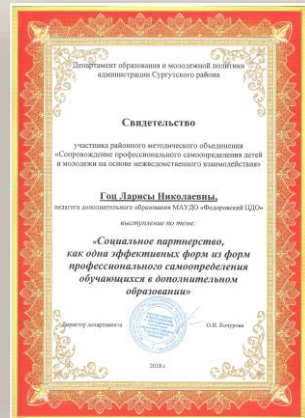 Департамент образования и молодежной политики
администрации Сургутского района
Свидетельство
участника районного методического объединения
«Сопровождение профессионального самоопределения детей
и молодежи на основе межведомственного взаимодействия»
Гоц Ларисы Николаевны,
педагога дополнительного образования МАУДО «Федоровский ЦДО»
выступление по теме:
«Социальное партнерство,
как одна эффективных форм из форм
профессионального самоопределения
обучающихся в дополнительном
образовании»
Директор департамента О.И. Кочурова
2018 г.